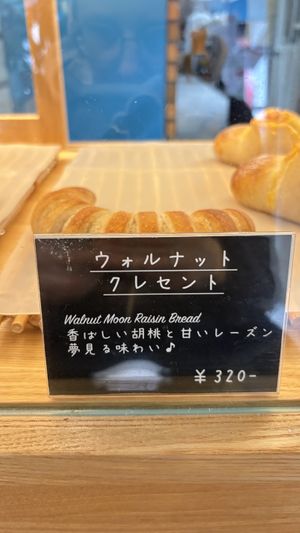 ウォルナット
クレセント
Walnut Moon Raisin Bread
香ばしい胡桃と甘いレーズン
夢見る味わい♪
￥320-